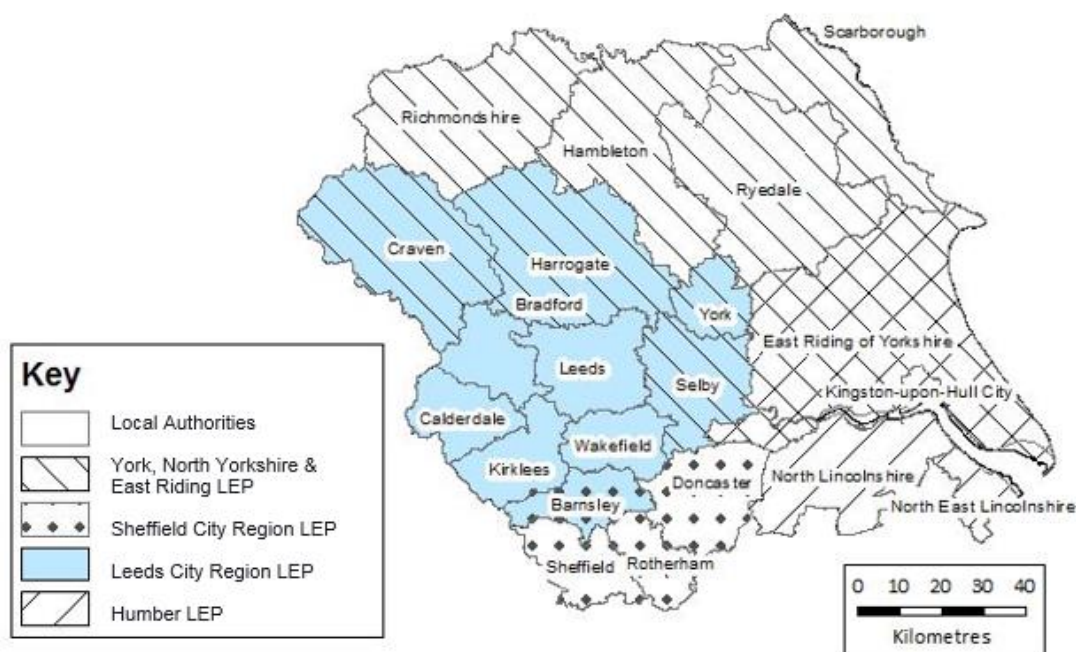 Scarborough
Richmondshire
Hambleton
Ryedale
Craven
Harrogate
Bradford
York
East Riding of Yorkshire
Leeds
Selby
Kingston-upon-Hull City
Calderdale
Wakefield
Kirklees
Doncaster
North Lincolnshire
Barnsley
North East Lincolnshire
Sheffield
Rotherham
Key
Local Authorities
York, North Yorkshire &
East Riding LEP
Sheffield City Region LEP
Leeds City Region LEP
Humber LEP
0 10 20 30 40
Kilometres